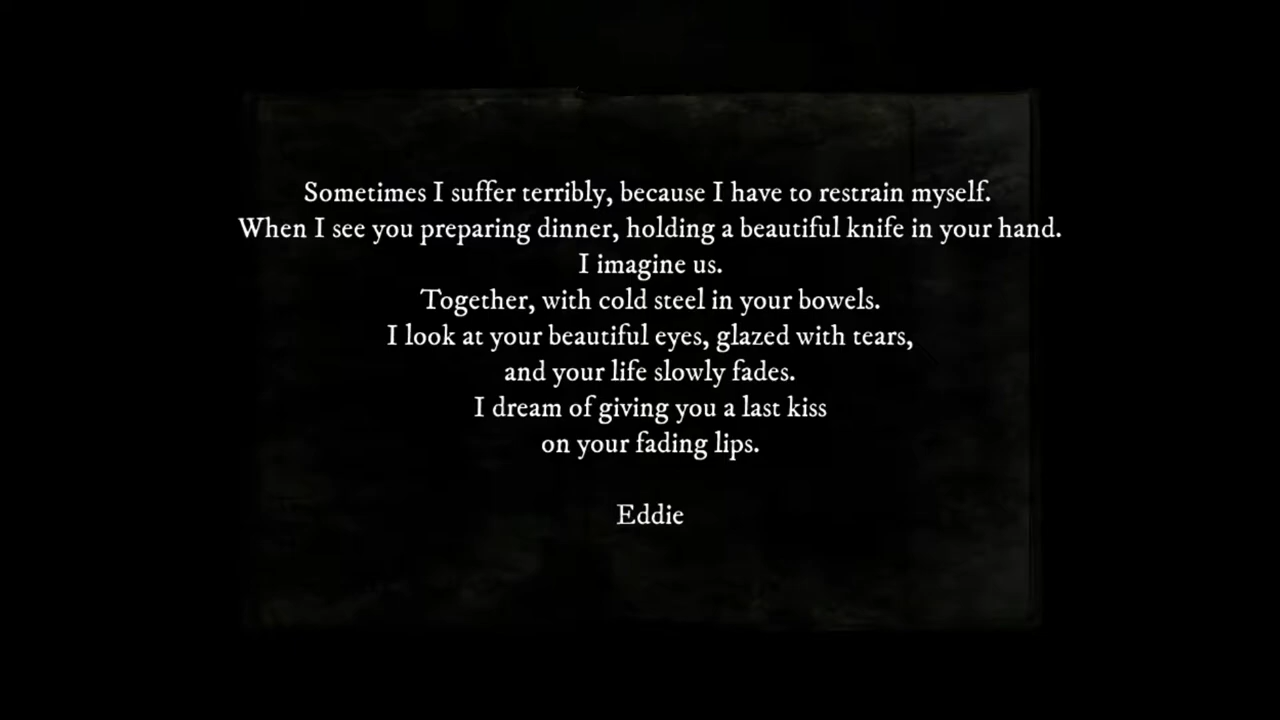 Sometimes I suffer terribly, because I have to restrain myself.
When I see you preparing dinner, holding a beautiful knife in your hand.
I imagine us.
Together, with cold steel in your bowels.
I look at your beautiful eyes, glazed with tears,
and your life slowly fades.
I dream of giving you a last kiss
on your fading lips.
Eddie